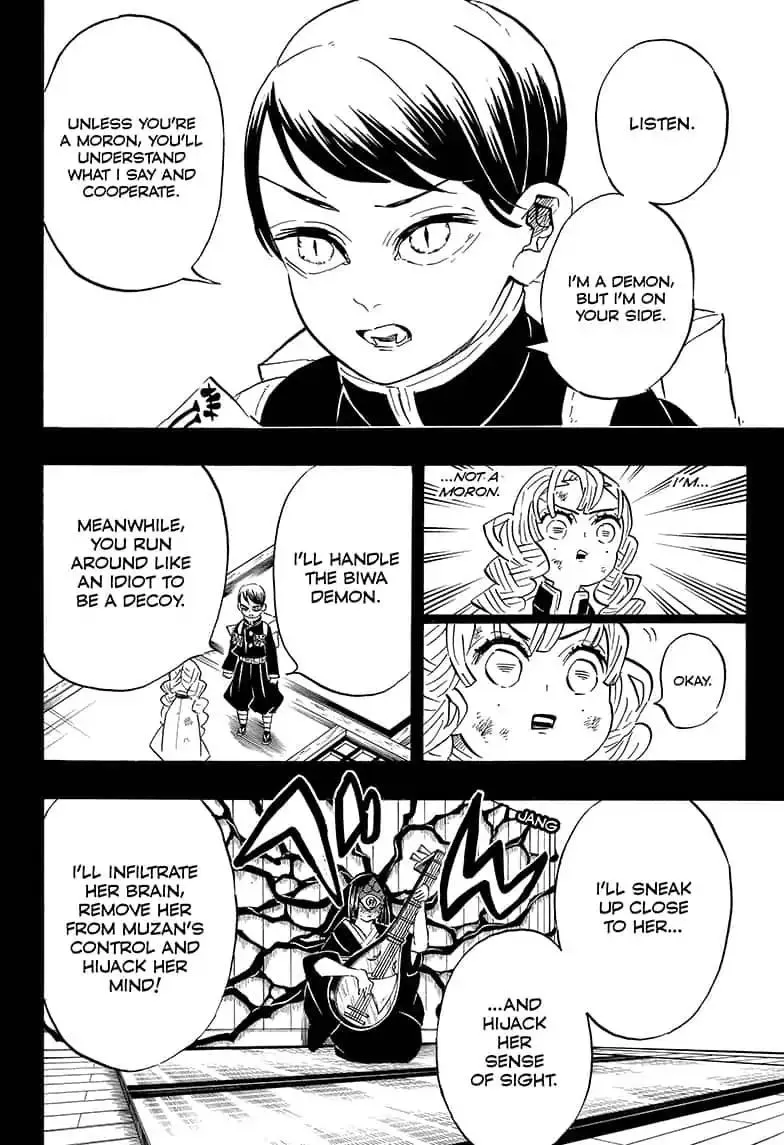 LISTEN.
I'M A DEMON,
BUT I'M ON
YOUR SIDE.
UNLESS YOU'RE
A MORON, YOU'LL
UNDERSTAND
WHAT I SAY AND
COOPERATE.
I'M...
...NOT A
MORON.
OKAY.
I'LL HANDLE
THE BIWA
DEMON.
MEANWHILE,
YOU RUN
AROUND LIKE
AN IDIOT TO
BE A DECOY.
JANG
ベベン
I'LL SNEAK
UP CLOSE
TO HER...
...AND
HIJACK
HER
SENSE
OF SIGHT.
I'LL INFILTRATE
HER BRAIN,
REMOVE HER
FROM MUZAN'S
CONTROL AND
HIJACK HER
MIND!